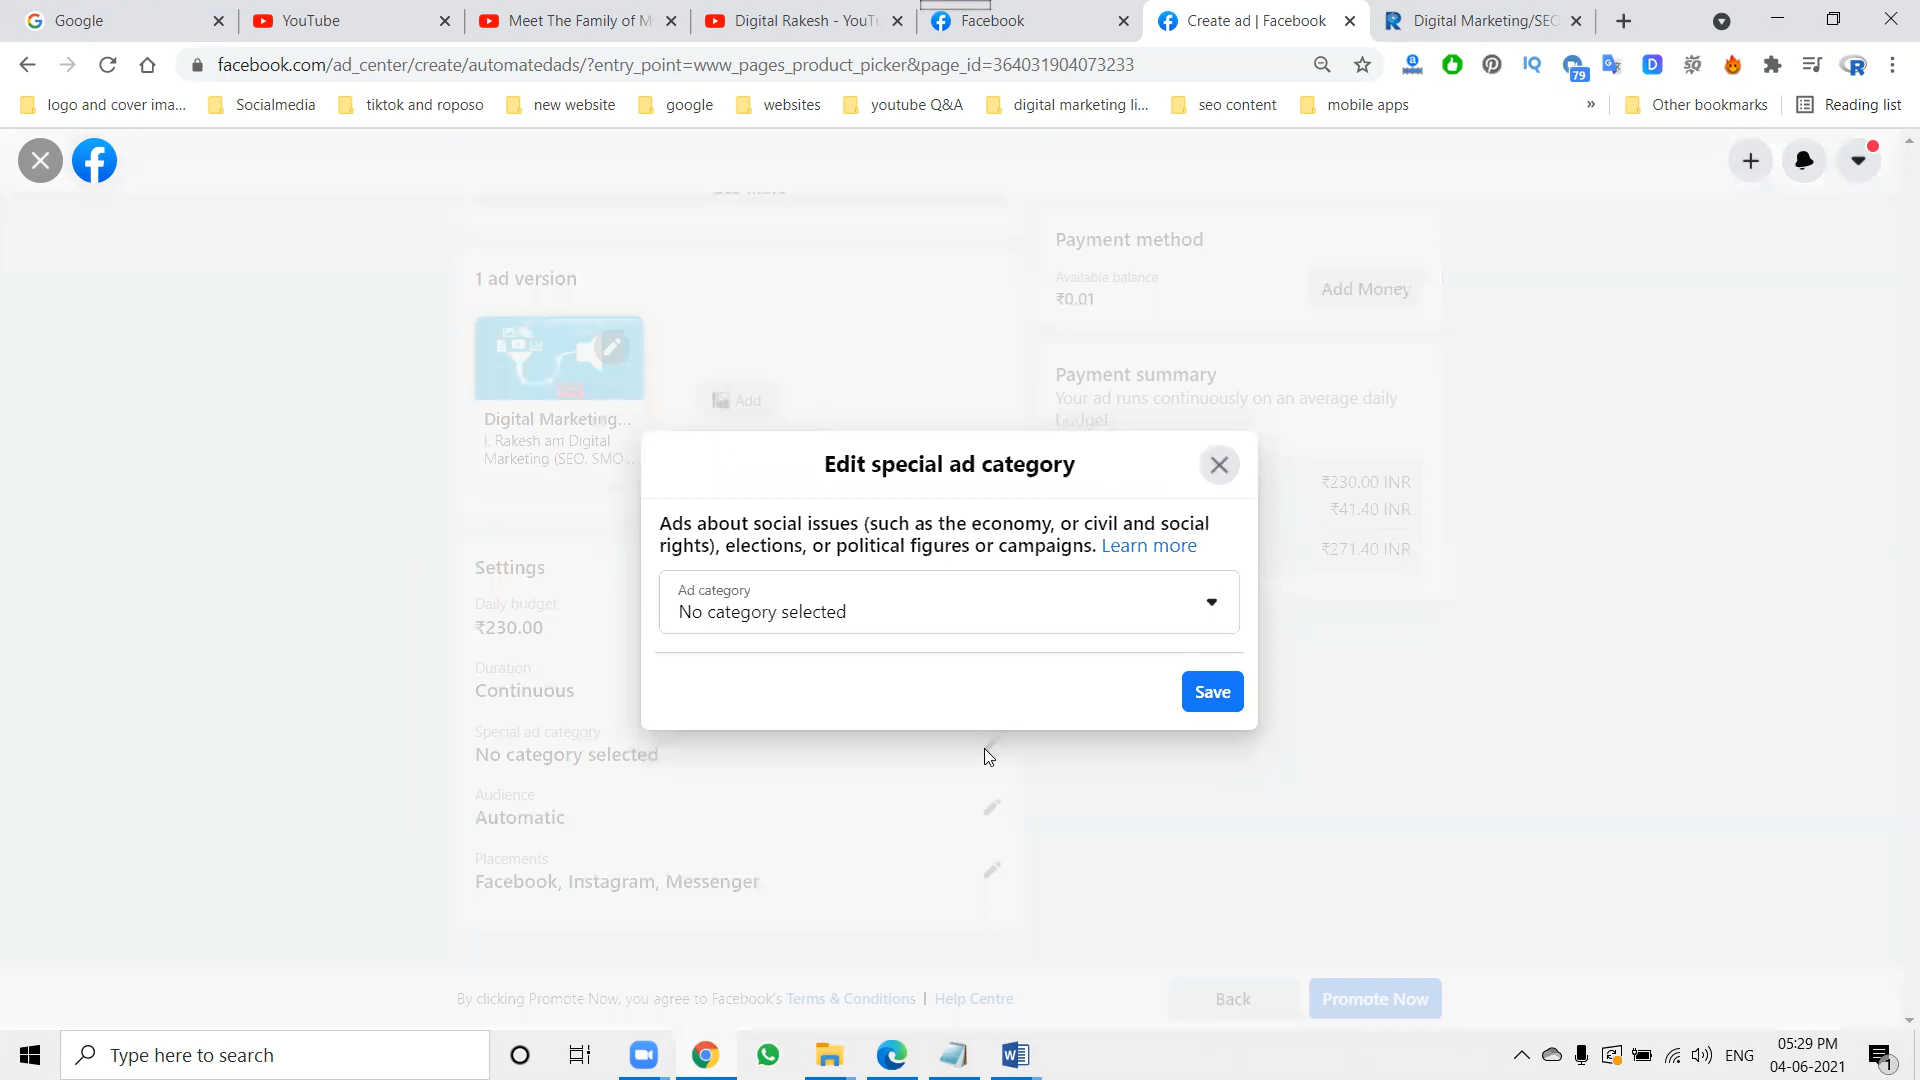 Google
YouTube
Meet The Family of M
Digital Rakesh - YouTu
Facebook
Create ad | Facebook
Digital Marketing/SEO
facebook.com/ad_center/create/automatedads/?entry_point=www_pages_product_picker&page_id=364031904073233
79
logo and cover ima...
Socialmedia
tiktok and roposo
new website
google
websites
youtube Q&A
digital marketing li...
seo content
mobile apps
»
Other bookmarks
Reading list
1 ad version
Add
Digital Marketing...
I, Rakesh am Digital
Marketing (SEO, SMO ...
Settings
Daily budget
₹230.00
Duration
Continuous
Special ad category
No category selected
Audience
Automatic
Placements
Facebook, Instagram, Messenger
Payment method
Available balance
₹0.01
Add Money
Payment summary
Your ad runs continuously on an average daily
budget.
₹230.00 INR
₹41.40 INR
₹271.40 INR
Edit special ad category
Ads about social issues (such as the economy, or civil and social
rights), elections, or political figures or campaigns. Learn more
Ad category
No category selected
Save
By clicking Promote Now, you agree to Facebook's Terms & Conditions | Help Centre
Back
Promote Now
Type here to search
ENG
05:29 PM
04-06-2021
1